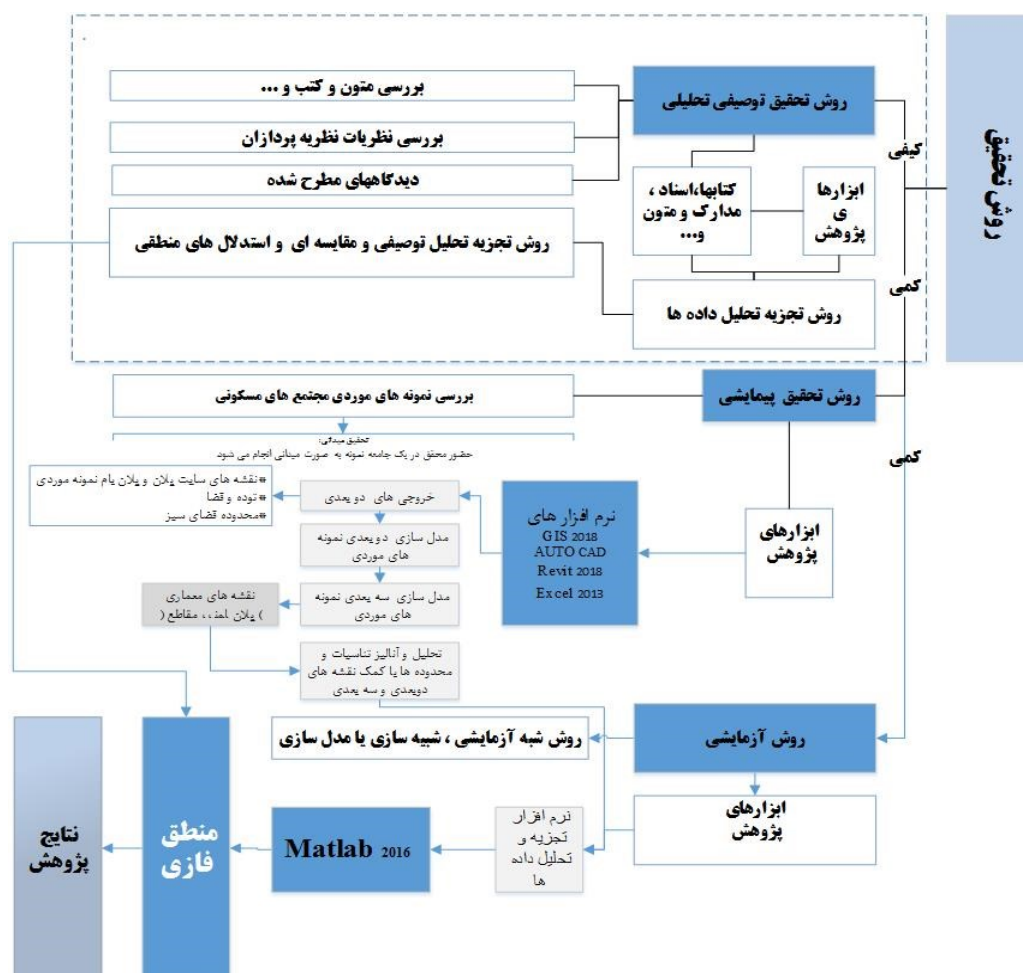 روش تحقیق
کیفی
کمی
کمی
روش تحقیق توصیفی تحلیلی
بررسی متون و کتب و ...
بررسی نظریات نظریه پردازان
دیدگاههای مطرح شده
ابزارها
ی
پژوهش
کتابها،اسناد ،
مدارک و متون
و...
روش تجزیه تحلیل داده ها
روش تجزیه تحلیل توصیفی و مقایسه ای و استدلال های منطقی
روش تحقیق پیمایشی
بررسی نمونه های موردی مجتمع های مسکونی
تحقیق میدانی:
حضور محقق در یک جامعه نمونه به صورت میدانی انجام می شود
ابزارهای
پژوهش
نرم افزار های
GIS 2018
AUTO CAD
Revit 2018
Excel 2013
خروجی های دو بعدی
#نقشه های سایت پلان و پلان بام نمونه موردی
#توده و فضا
#محدوده فضای سبز
مدل سازی دوبعدی نمونه
های موردی
مدل سازی سه بعدی نمونه
های موردی
نقشه های معماری
) پلان ،مقاطع (
تحلیل و آنالیز تناسبات و
محدوده ها با کمک نقشه های
دوبعدی و سه بعدی
روش آزمایشی
روش شبه آزمایشی ، شبیه سازی یا مدل سازی
ابزارهای
پژوهش
نرم افزار
تجزیه و
تحلیل داده
ها
Matlab 2016
منطق
فازی
نتایج
پژوهش